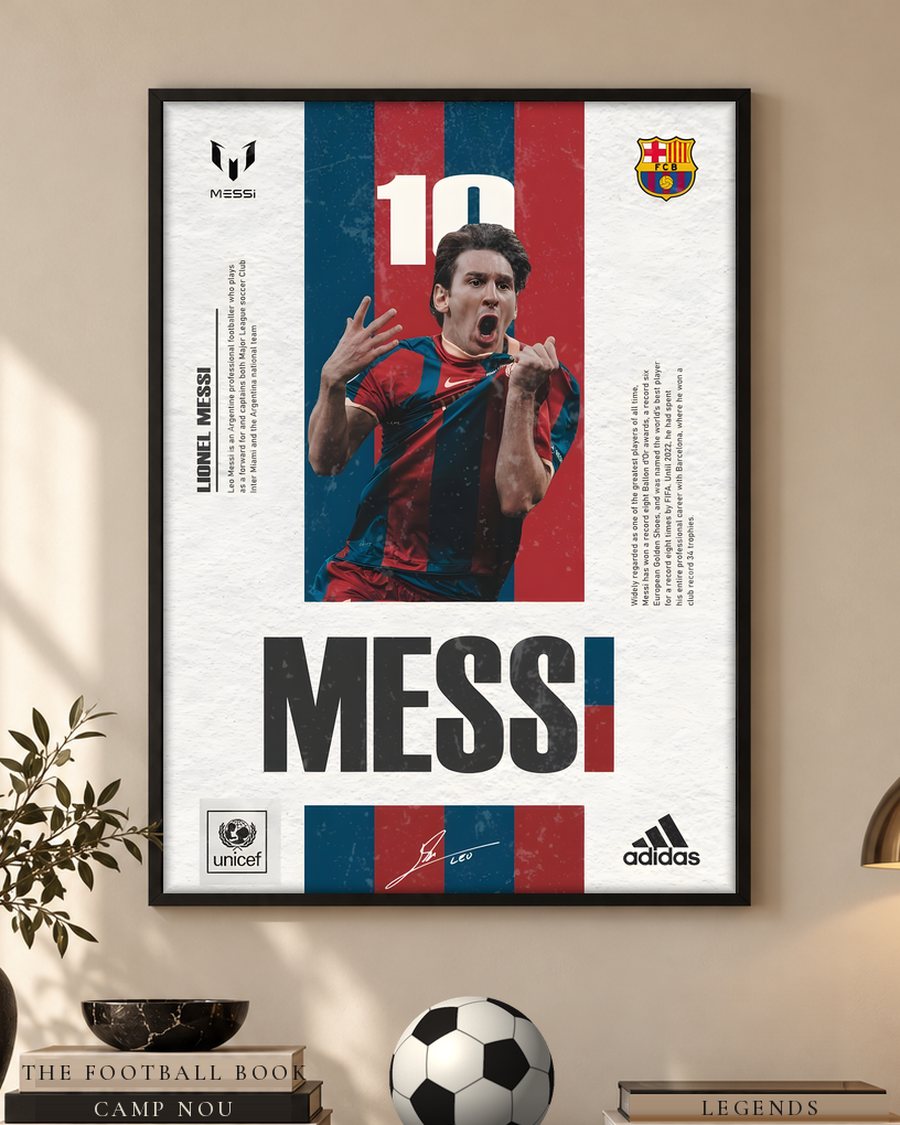 10
MESSI
FCB
LIONEL MESSI
Leo Messi is an Argentine professional footballer who plays
as a forward for and captains both Major League soccer Club
Inter Miami and the Argentina national team
Widely regarded as one of the greatest players of all time,
Messi has won a record eight Ballon d'Or awards, a record six
European Golden Shoes, and was named the world's best player
for a record eight times by FIFA. Until 2022, he had spent
his entire professional career with Barcelona, where he won a
club record 34 trophies.
MESSI
unicef
LEO
adidas
THE FOOTBALL BOOK
CAMP NOU
LEGENDS